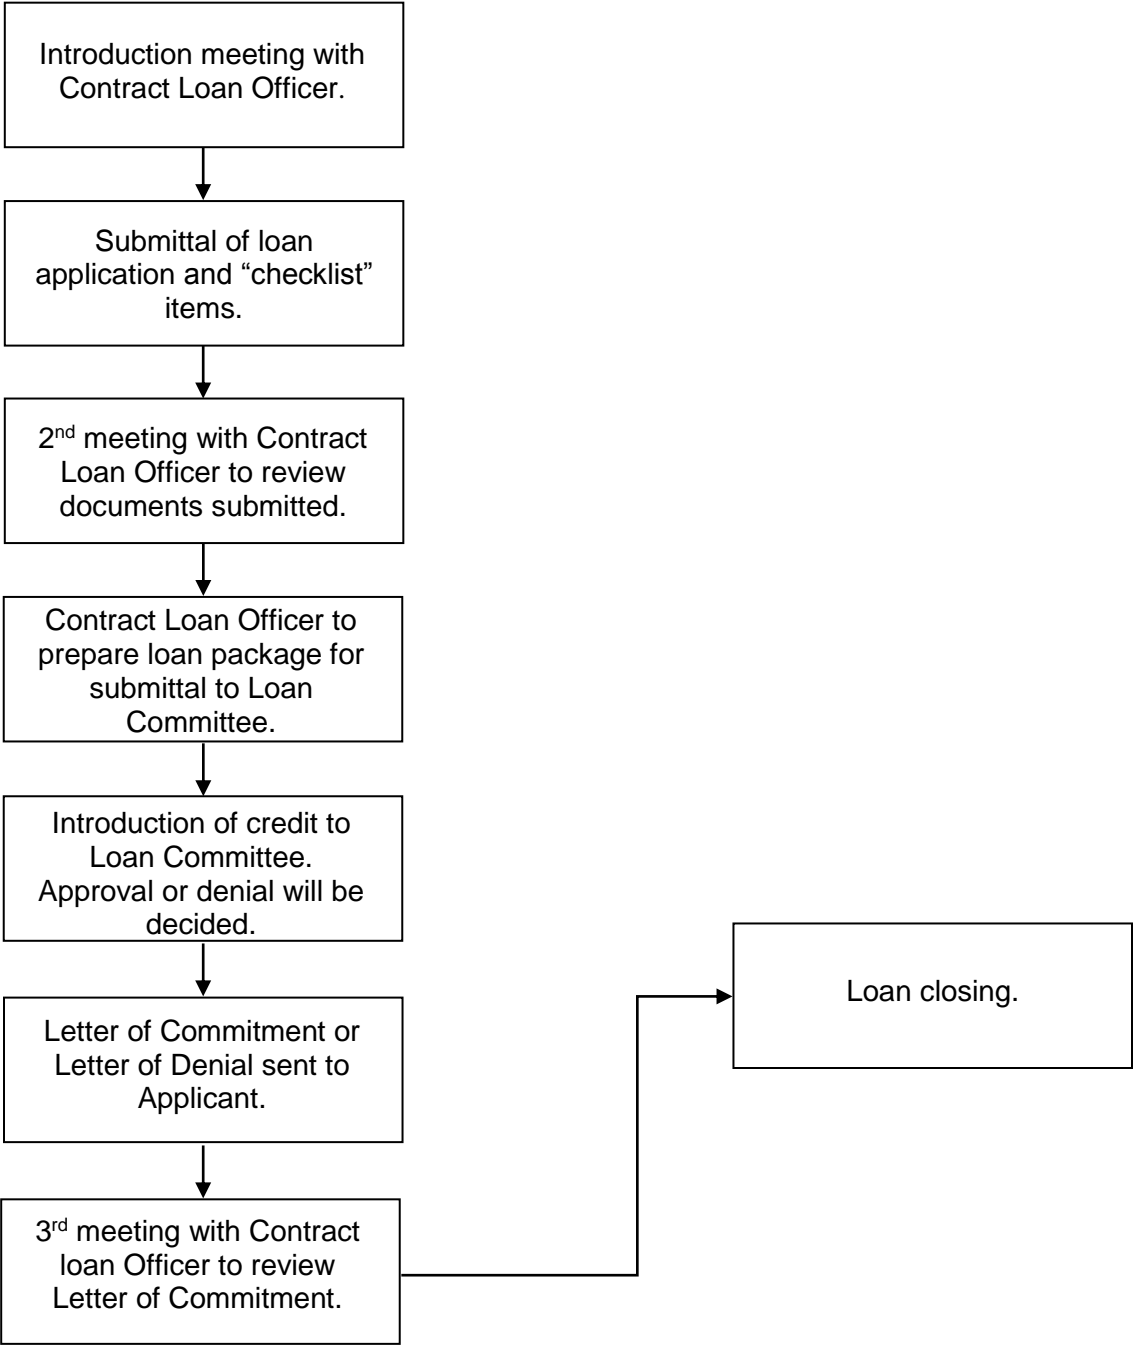 Introduction meeting with
Contract Loan Officer.
Submittal of loan
application and “checklist”
items.
2nd meeting with Contract
Loan Officer to review
documents submitted.
Contract Loan Officer to
prepare loan package for
submittal to Loan
Committee.
Introduction of credit to
Loan Committee.
Approval or denial will be
decided.
Letter of Commitment or
Letter of Denial sent to
Applicant.
3rd meeting with Contract
loan Officer to review
Letter of Commitment.
Loan closing.